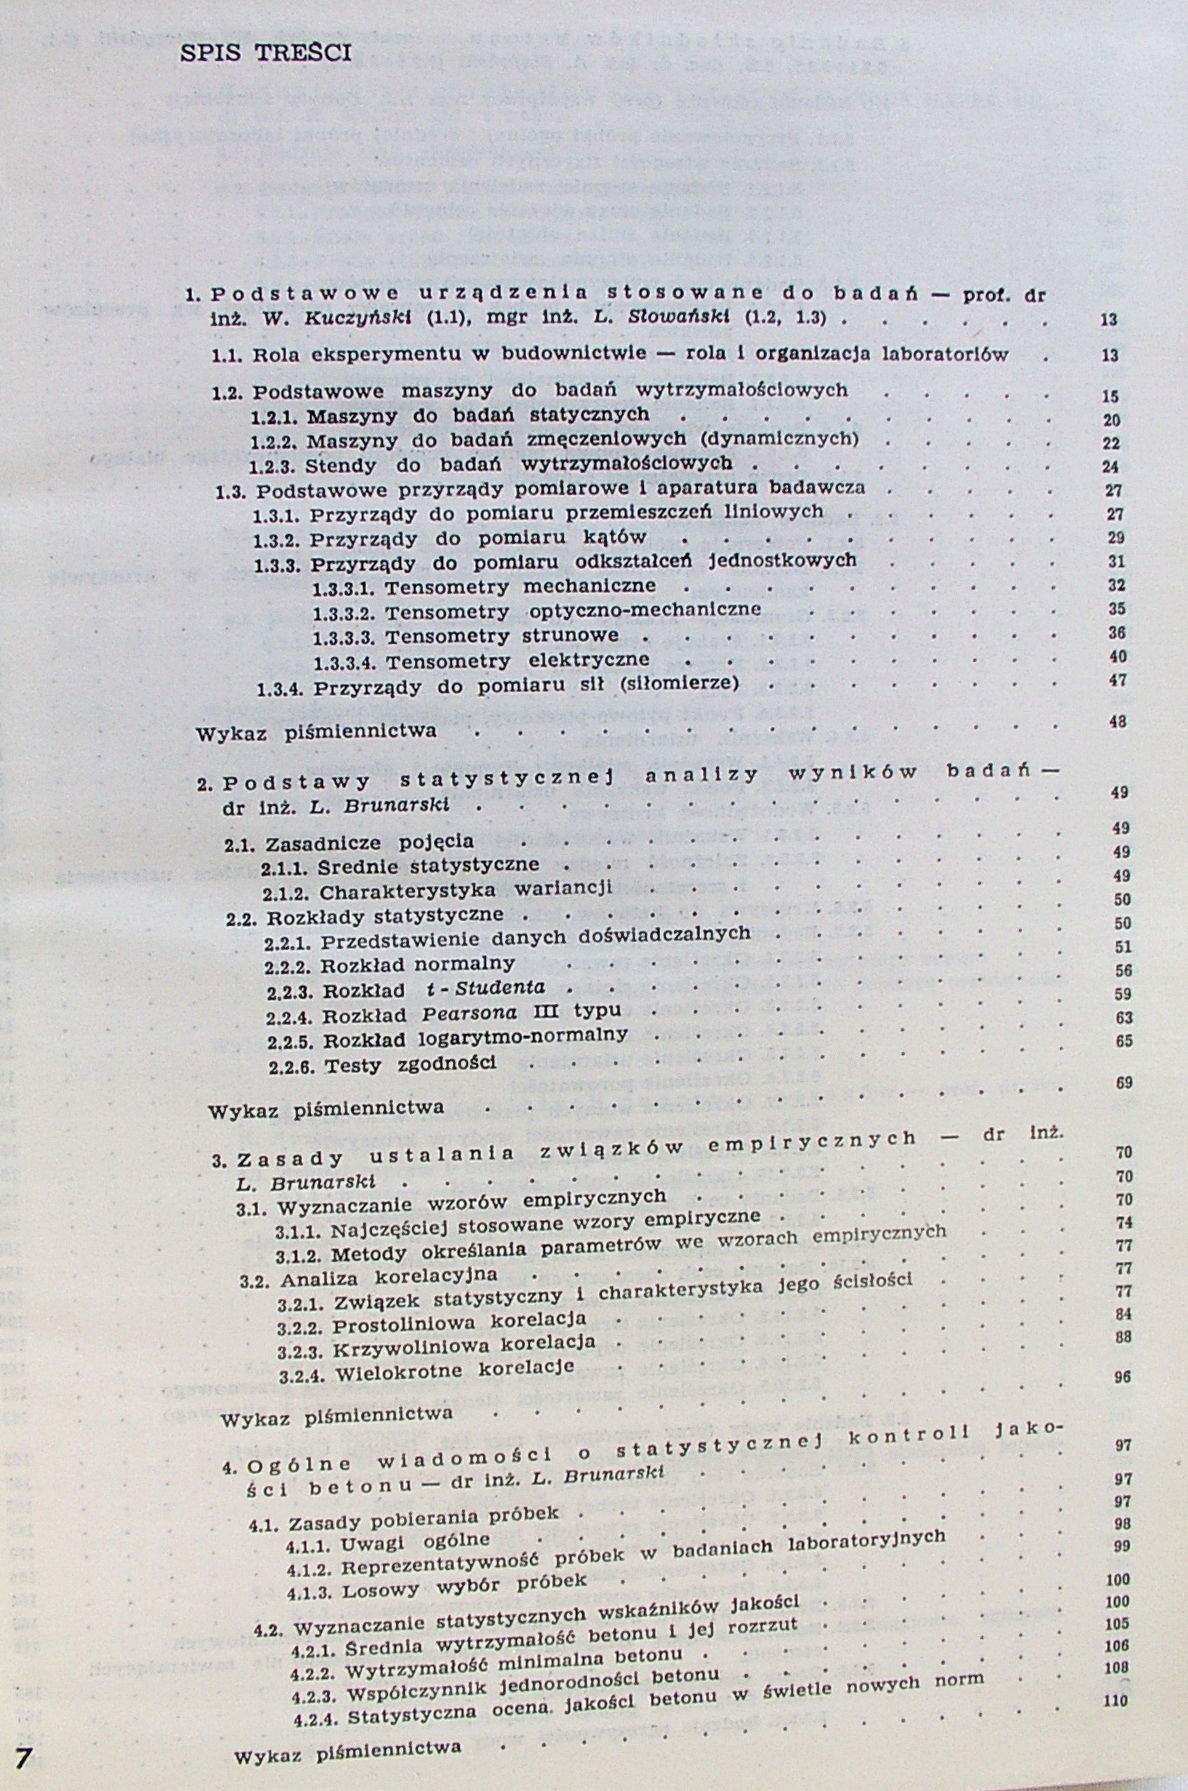 SPIS TREŚCI
1. Podstawowe urządzenia stosowane do badań — prof. dr
inż. W. Kuczyński (1.1), mgr inż. L. Słowański (1.2, 1.3) . . . . . . 13
1.1. Rola eksperymentu w budownictwie — rola i organizacja laboratoriów . 13
1.2. Podstawowe maszyny do badań wytrzymałościowych . . . . . 15
1.2.1. Maszyny do badań statycznych . . . . . . . . . . 20
1.2.2. Maszyny do badań zmęczeniowych (dynamicznych) . . . . . 22
1.2.3. Stendy do badań wytrzymałościowych . . . . . . . . 24
1.3. Podstawowe przyrządy pomiarowe i aparatura badawcza . . . . . 27
1.3.1. Przyrządy do pomiaru przemieszczeń liniowych . . . . . . 27
1.3.2. Przyrządy do pomiaru kątów . . . . . . . . . . 29
1.3.3. Przyrządy do pomiaru odkształceń jednostkowych . . . . . 31
1.3.3.1. Tensometry mechaniczne . . . . . . . . . . 32
1.3.3.2. Tensometry optyczno-mechaniczne . . . . . . . 35
1.3.3.3. Tensometry strunowe . . . . . . . . . . . 36
1.3.3.4. Tensometry elektryczne . . . . . . . . . . 40
1.3.4. Przyrządy do pomiaru sił (siłomierze) . . . . . . . . 47
Wykaz piśmiennictwa . . . . . . . . . . . . . . . 48
2. Podstawy statystycznej analizy wyników badań —
dr inż. L. Brunarski . . . . . . . . . . . . . . . 49
2.1. Zasadnicze pojęcia . . . . . . . . . . . . . . 49
2.1.1. Średnie statystyczne . . . . . . . . . . . . . 49
2.1.2. Charakterystyka wariancji . . . . . . . . . . . 49
2.2. Rozkłady statystyczne . . . . . . . . . . . . . . 50
2.2.1. Przedstawienie danych doświadczalnych . . . . . . . . 50
2.2.2. Rozkład normalny . . . . . . . . . . . . . 51
2.2.3. Rozkład t - Studenta . . . . . . . . . . . . . 56
2.2.4. Rozkład Pearsona III typu . . . . . . . . . . . 59
2.2.5. Rozkład logarytmo-normalny . . . . . . . . . . . 63
2.2.6. Testy zgodności . . . . . . . . . . . . . . 65
Wykaz piśmiennictwa . . . . . . . . . . . . . . . 69
3. Zasady ustalania związków empirycznych — dr inż.
L. Brunarski . . . . . . . . . . . . . . . . . 70
3.1. Wyznaczanie wzorów empirycznych . . . . . . . . . . 70
3.1.1. Najczęściej stosowane wzory empiryczne . . . . . . . . 70
3.1.2. Metody określania parametrów we wzorach empirycznych . . . 74
3.2. Analiza korelacyjna . . . . . . . . . . . . . . 77
3.2.1. Związek statystyczny i charakterystyka jego ścisłości . . . . 77
3.2.2. Prostoliniowa korelacja . . . . . . . . . . . . 77
3.2.3. Krzywoliniowa korelacja . . . . . . . . . . . . 84
3.2.4. Wielokrotne korelacje . . . . . . . . . . . . 88
Wykaz piśmiennictwa . . . . . . . . . . . . . . . 96
4. Ogólne wiadomości o statystycznej kontroli jako-
ści betonu — dr inż. L. Brunarski . . . . . . . . . . 97
4.1. Zasady pobierania próbek . . . . . . . . . . . . . 97
4.1.1. Uwagi ogólne . . . . . . . . . . . . . . 97
4.1.2. Reprezentatywność próbek w badaniach laboratoryjnych . . . 98
4.1.3. Losowy wybór próbek . . . . . . . . . . . . 99
4.2. Wyznaczanie statystycznych wskaźników jakości . . . . . . . 100
4.2.1. Średnia wytrzymałość betonu i jej rozrzut . . . . . . . 100
4.2.2. Wytrzymałość minimalna betonu . . . . . . . . . . 105
4.2.3. Współczynnik jednorodności betonu . . . . . . . . . 106
4.2.4. Statystyczna ocena jakości betonu w świetle nowych norm . . 108
Wykaz piśmiennictwa . . . . . . . . . . . . . . . 110
7